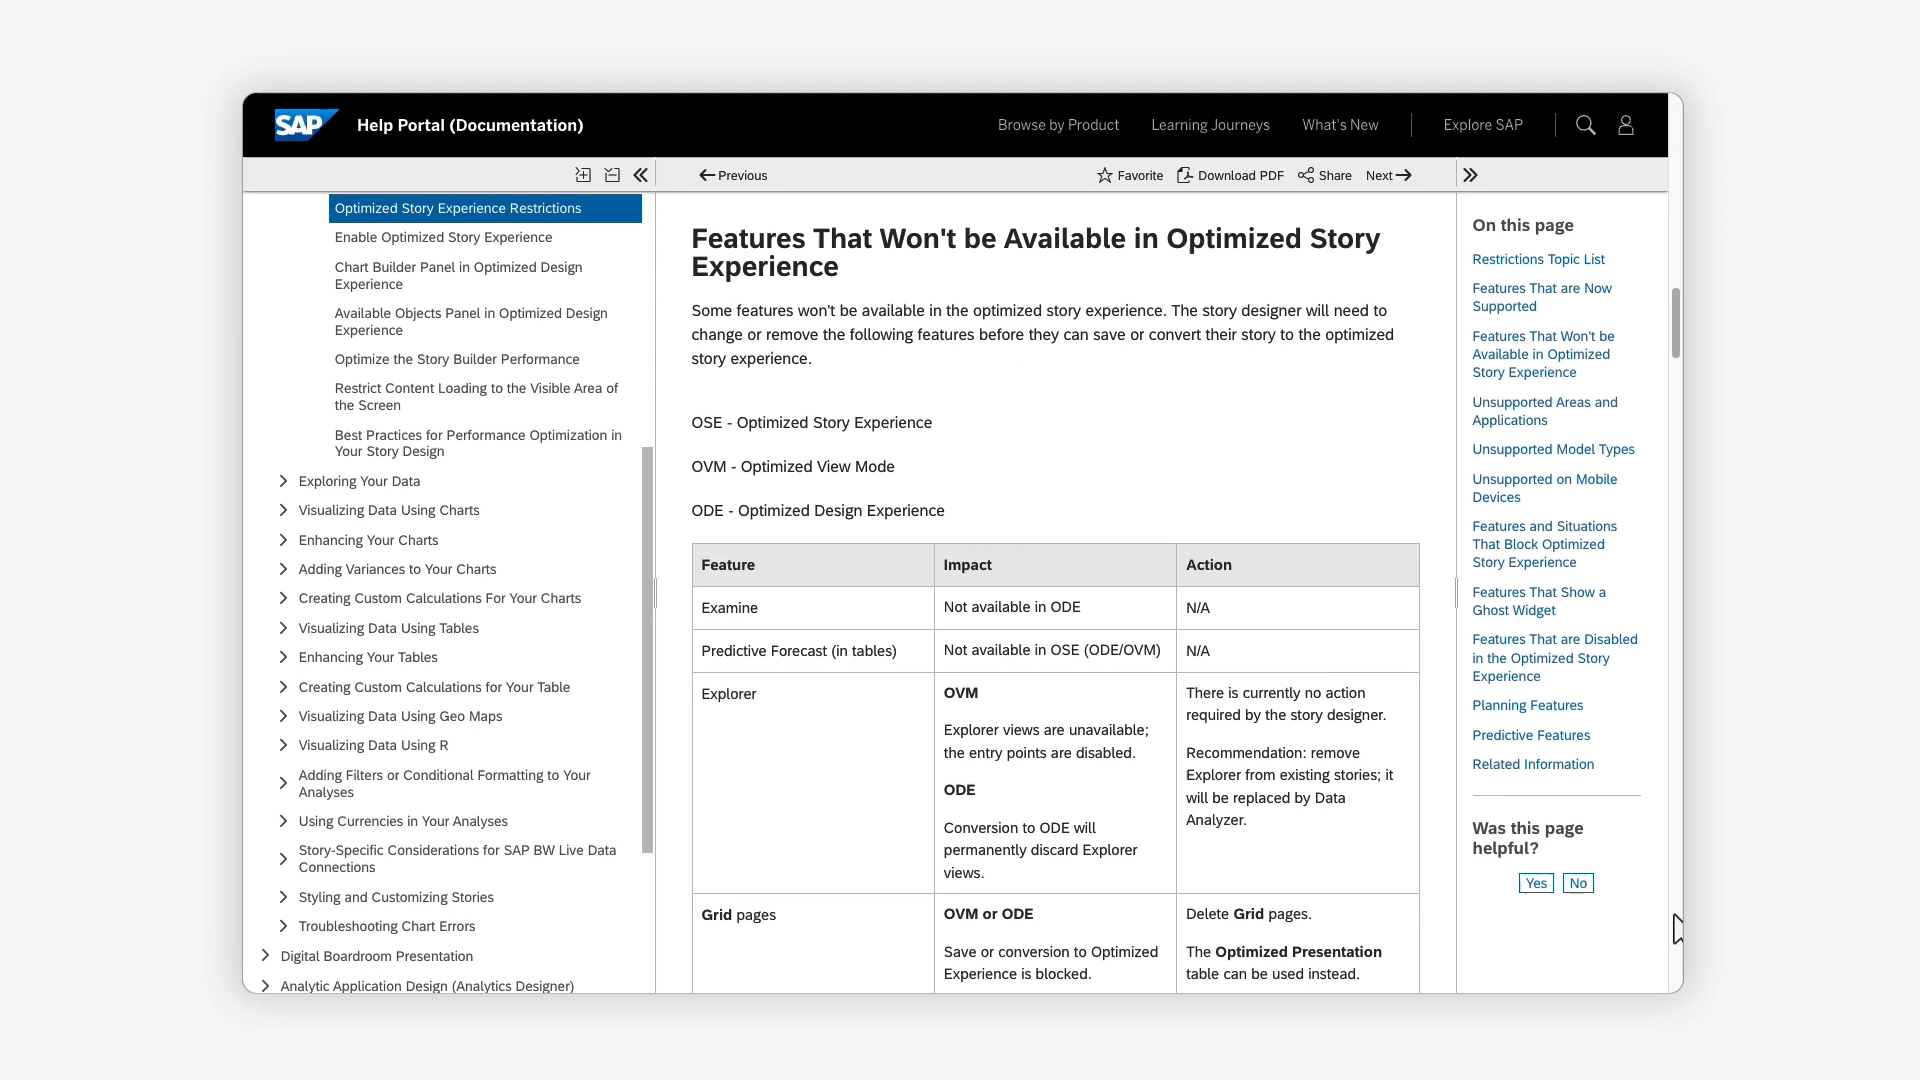 SAP Help Portal (Documentation)
Browse by Product
Learning Journeys
What's New
Explore SAP
Previous
Favorite
Download PDF
Share
Next
Optimized Story Experience Restrictions
Enable Optimized Story Experience
Chart Builder Panel in Optimized Design
Experience
Available Objects Panel in Optimized Design
Experience
Optimize the Story Builder Performance
Restrict Content Loading to the Visible Area of
the Screen
Best Practices for Performance Optimization in
Your Story Design
Exploring Your Data
Visualizing Data Using Charts
Enhancing Your Charts
Adding Variances to Your Charts
Creating Custom Calculations For Your Charts
Visualizing Data Using Tables
Enhancing Your Tables
Creating Custom Calculations for Your Table
Visualizing Data Using Geo Maps
Visualizing Data Using R
Adding Filters or Conditional Formatting to Your
Analyses
Using Currencies in Your Analyses
Story-Specific Considerations for SAP BW Live Data
Connections
Styling and Customizing Stories
Troubleshooting Chart Errors
Digital Boardroom Presentation
Analytic Application Design (Analytics Designer)
Features That Won't be Available in Optimized Story
Experience
Some features won't be available in the optimized story experience. The story designer will need to
change or remove the following features before they can save or convert their story to the optimized
story experience.
OSE - Optimized Story Experience
OVM - Optimized View Mode
ODE - Optimized Design Experience
Feature
Impact
Action
Examine
Not available in ODE
N/A
Predictive Forecast (in tables)
Not available in OSE (ODE/OVM)
N/A
Explorer
OVM
Explorer views are unavailable;
the entry points are disabled.
ODE
Conversion to ODE will
permanently discard Explorer
views.
There is currently no action
required by the story designer.
Recommendation: remove
Explorer from existing stories; it
will be replaced by Data
Analyzer.
Grid pages
OVM or ODE
Save or conversion to Optimized
Experience is blocked.
Delete Grid pages.
The Optimized Presentation
table can be used instead.
On this page
Restrictions Topic List
Features That are Now
Supported
Features That Won't be
Available in Optimized
Story Experience
Unsupported Areas and
Applications
Unsupported Model Types
Unsupported on Mobile
Devices
Features and Situations
That Block Optimized
Story Experience
Features That Show a
Ghost Widget
Features That are Disabled
in the Optimized Story
Experience
Planning Features
Predictive Features
Related Information
Was this page
helpful?
Yes
No